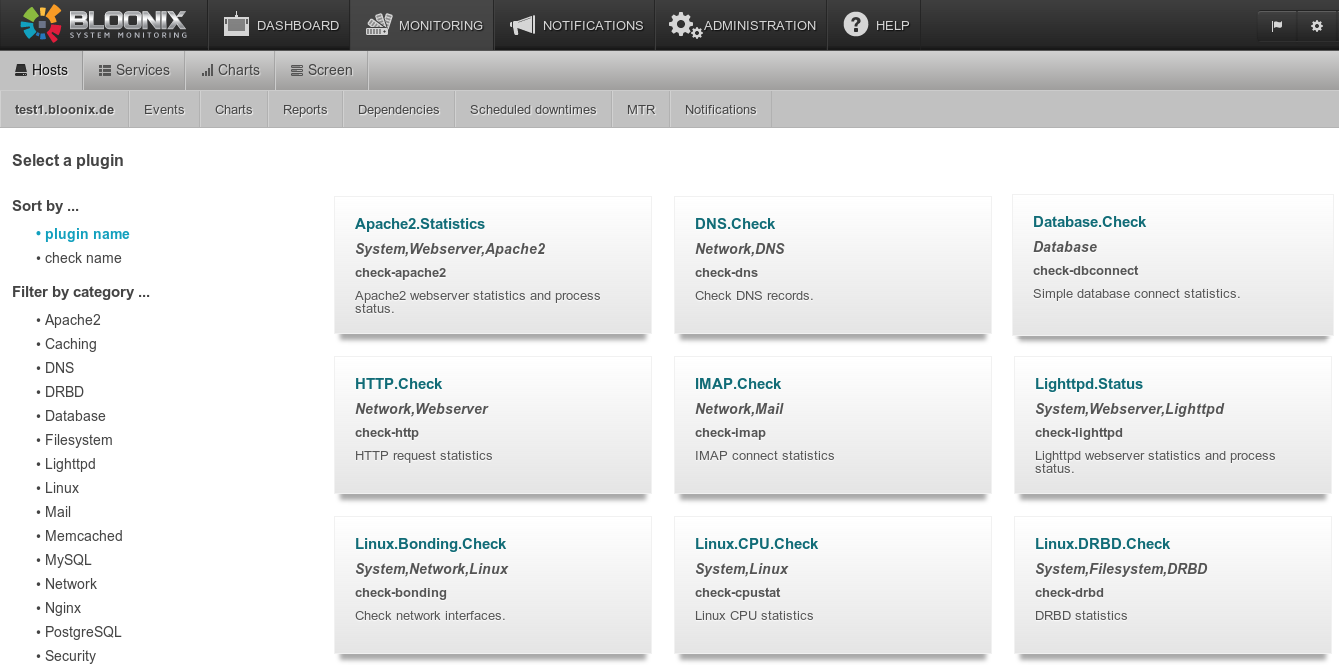 BLOONIX
SYSTEM MONITORING
DASHBOARD
MONITORING
NOTIFICATIONS
ADMINISTRATION
HELP
Hosts
Services
Charts
Screen
test1.bloonix.de
Events
Charts
Reports
Dependencies
Scheduled downtimes
MTR
Notifications
Select a plugin
Sort by ...
• plugin name
• check name
Filter by category ...
• Apache2
• Caching
• DNS
• DRBD
• Database
• Filesystem
• Lighttpd
• Linux
• Mail
• Memcached
• MySQL
• Network
• Nginx
• PostgreSQL
• Security
Apache2.Statistics
System,Webserver,Apache2
check-apache2
Apache2 webserver statistics and process
status.
DNS.Check
Network,DNS
check-dns
Check DNS records.
Database.Check
Database
check-dbconnect
Simple database connect statistics.
HTTP.Check
Network,Webserver
check-http
HTTP request statistics
IMAP.Check
Network,Mail
check-imap
IMAP connect statistics
Lighttpd.Status
System,Webserver,Lighttpd
check-lighttpd
Lighttpd webserver statistics and process
status.
Linux.Bonding.Check
System,Network,Linux
check-bonding
Check network interfaces.
Linux.CPU.Check
System,Linux
check-cpustat
Linux CPU statistics
Linux.DRBD.Check
System,Filesystem,DRBD
check-drbd
DRBD statistics